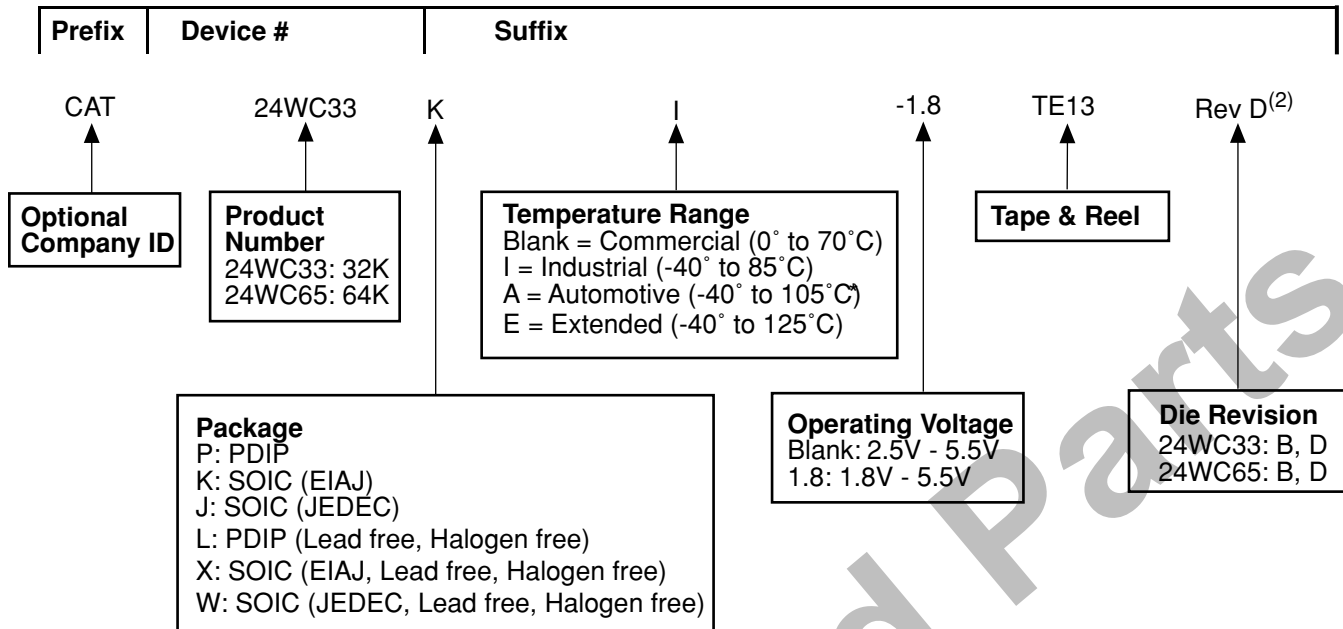 Prefix Device # Suffix
CAT 24WC33 K I -1.8 TE13 Rev D(2)
Optional
Company ID
Product
Number
24WC33: 32K
24WC65: 64K
Temperature Range
Blank = Commercial (0˚ to 70˚C)
I = Industrial (-40˚ to 85˚C)
A = Automotive (-40˚ to 105˚C*)
E = Extended (-40˚ to 125˚C)
Tape & Reel
Package
P: PDIP
K: SOIC (EIAJ)
J: SOIC (JEDEC)
L: PDIP (Lead free, Halogen free)
X: SOIC (EIAJ, Lead free, Halogen free)
W: SOIC (JEDEC, Lead free, Halogen free)
Operating Voltage
Blank: 2.5V - 5.5V
1.8: 1.8V - 5.5V
Die Revision
24WC33: B, D
24WC65: B, D
d Parts